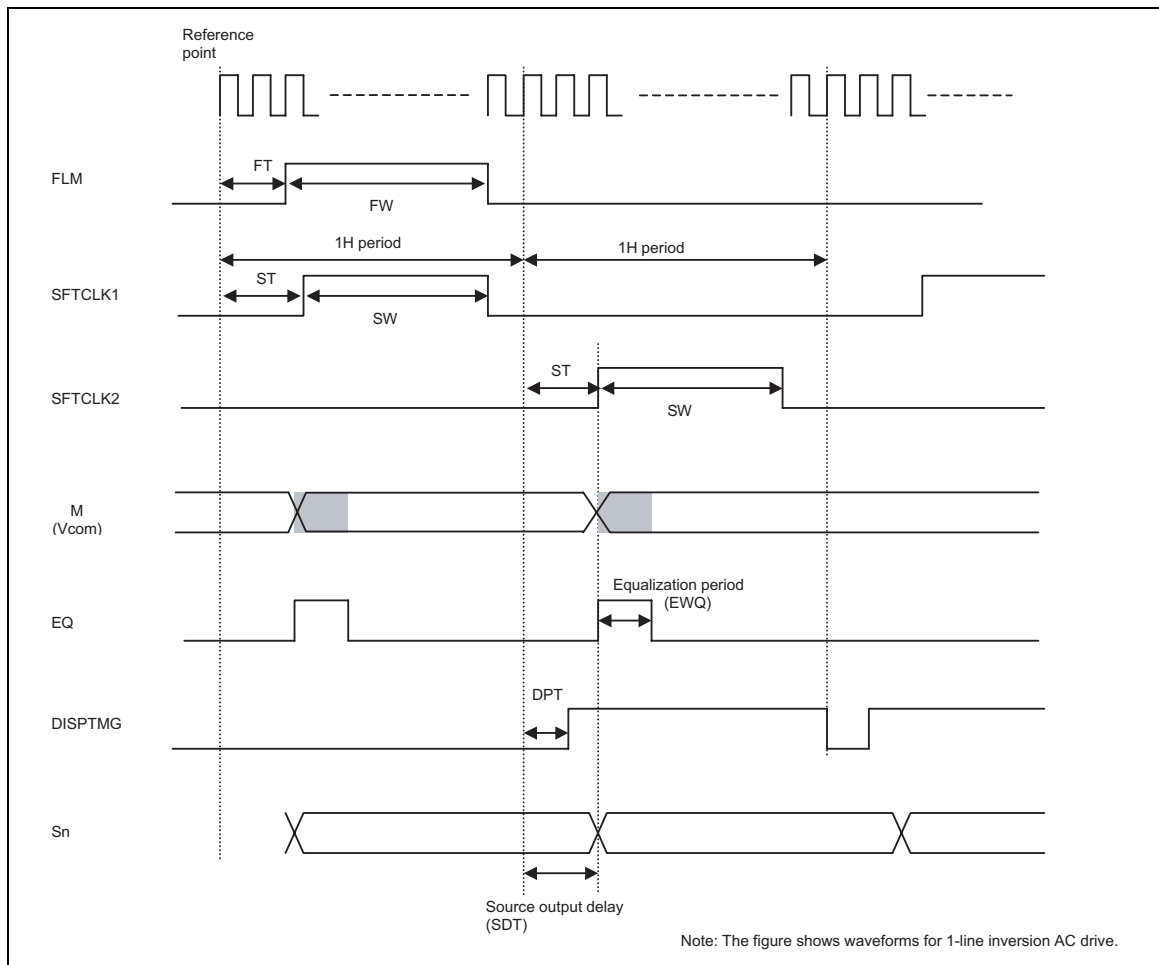 Reference
point
FT
FLM
FW
1H period
1H period
ST
SFTCLK1
SW
ST
SFTCLK2
SW
M
(Vcom)
Equalization period
(EWQ)
EQ
DPT
DISPTMG
Sn
Source output delay
(SDT)
Note: The figure shows waveforms for 1-line inversion AC drive.